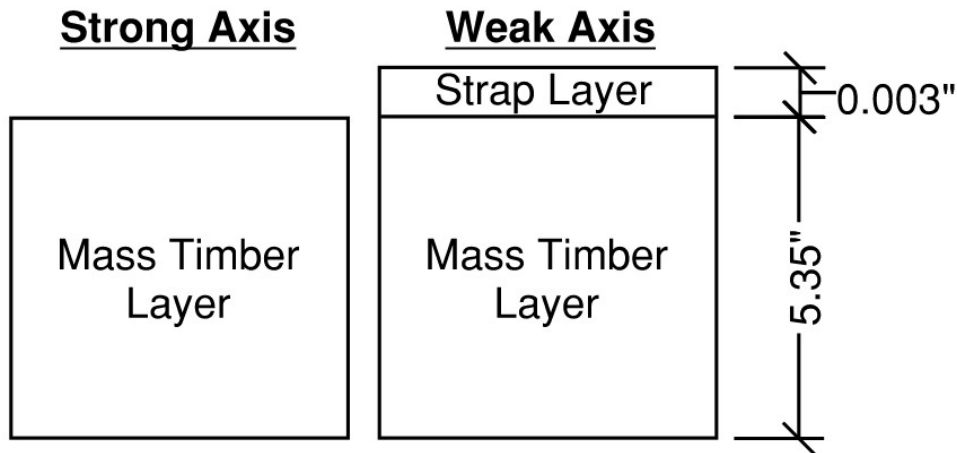 Strong Axis
Weak Axis
Strap Layer
0.003"
Mass Timber
Layer
Mass Timber
Layer
5.35"